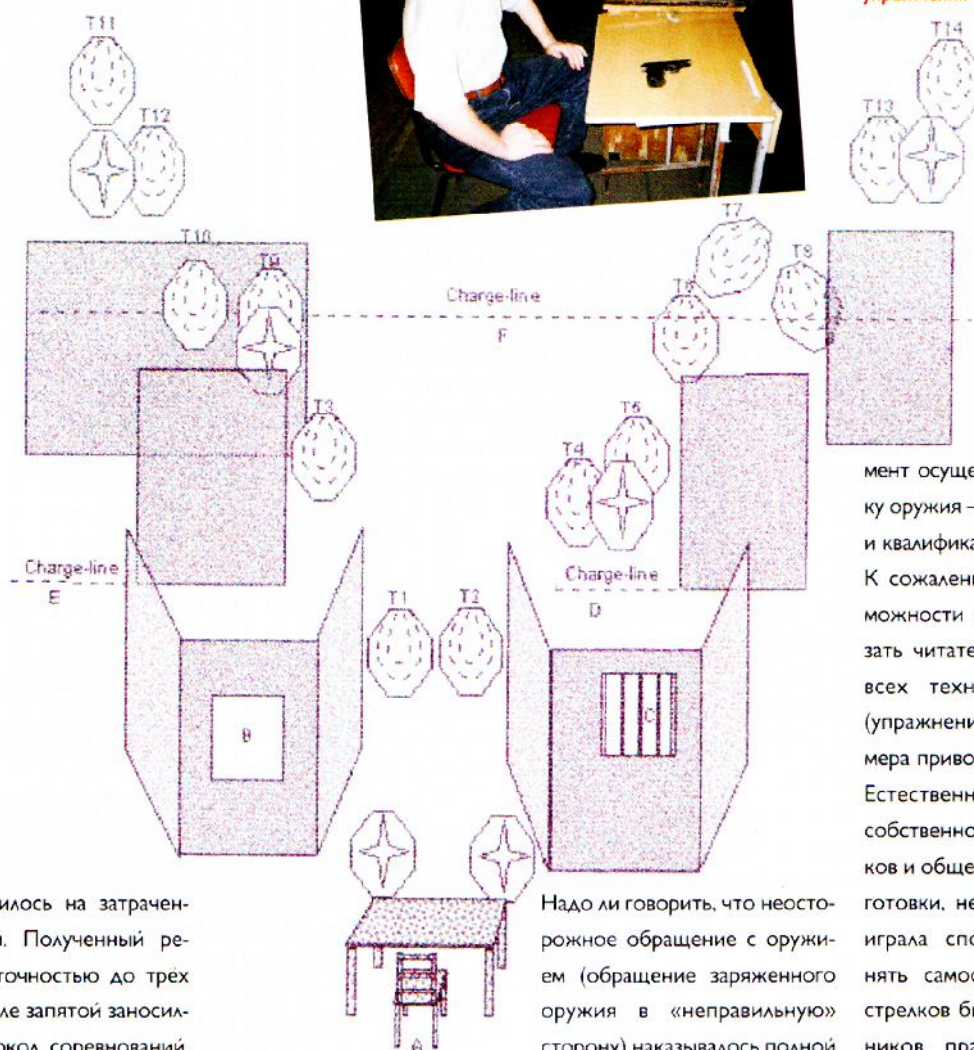 T11
T12
T14
T13
T10
T9
T7
T8
T6
Charge-line
F
T3
T5
T4
Charge-line
E
Charge-line
D
T1
T2
B
C
A
илось на затрачен-
. Полученный ре-
точностью до трёх
ле запятой заносил-
окол соревнований.
Надо ли говорить, что неосто-
рожное обращение с оружи-
ем (обращение заряженного
оружия в «неправильную»
сторону) наказывалось полной
мент осуще
ку оружия –
и квалифика
К сожалени
можности
зать читате
всех техн
(упражнени
мера приво
Естественн
собственно
ков и обще
готовки, не
играла спо
нять самос
стрелков бы
ников, пра